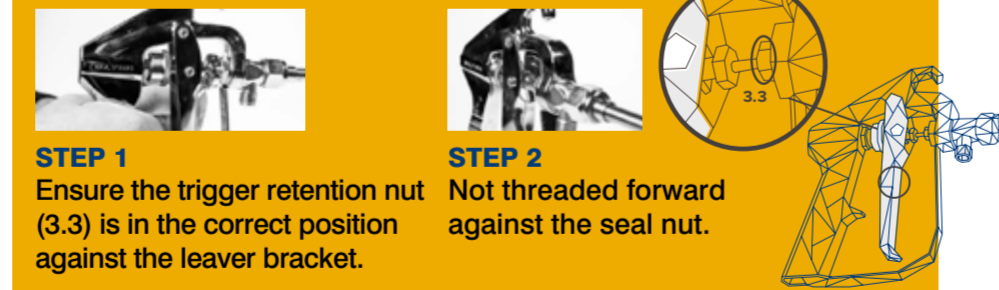 3.3
STEP 1
Ensure the trigger retention nut
(3.3) is in the correct position
against the leaver bracket.
STEP 2
Not threaded forward
against the seal nut.